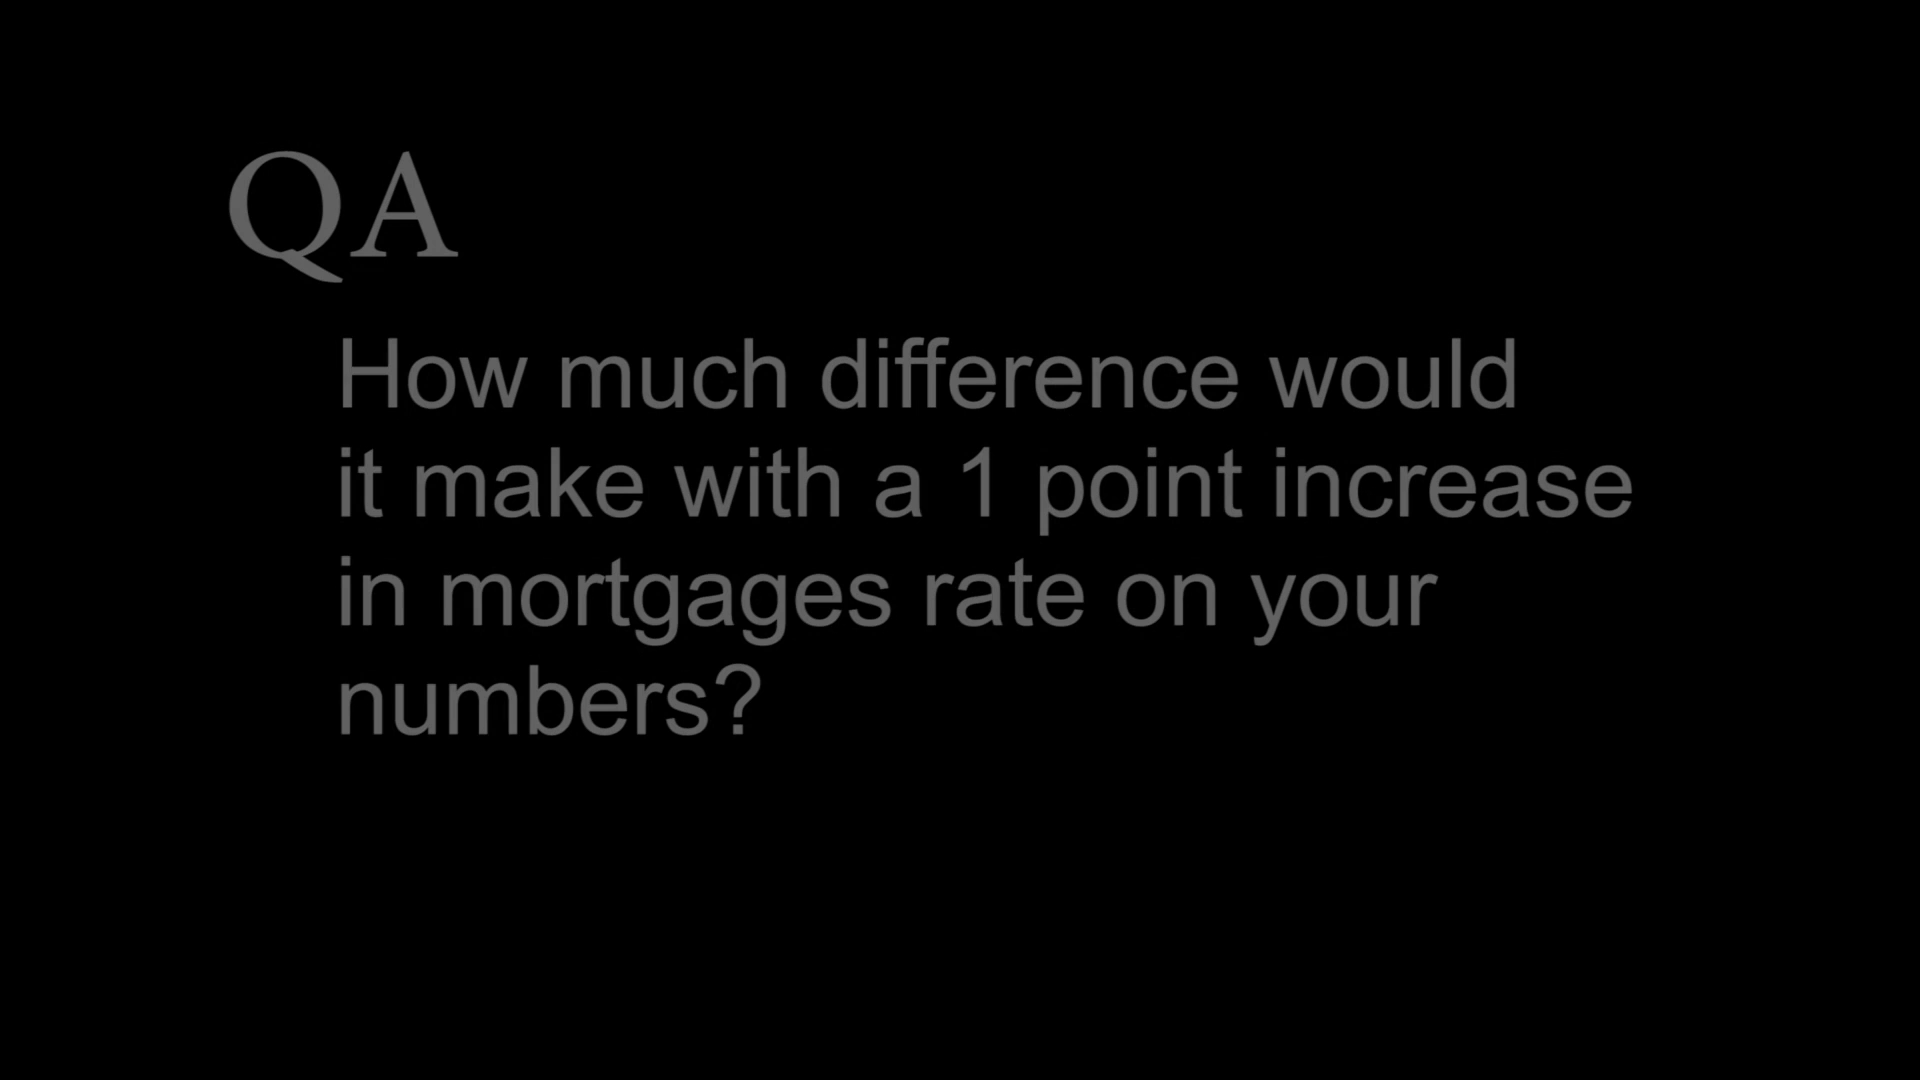 QA
How much difference would
it make with a 1 point increase
in mortgages rate on your
numbers?